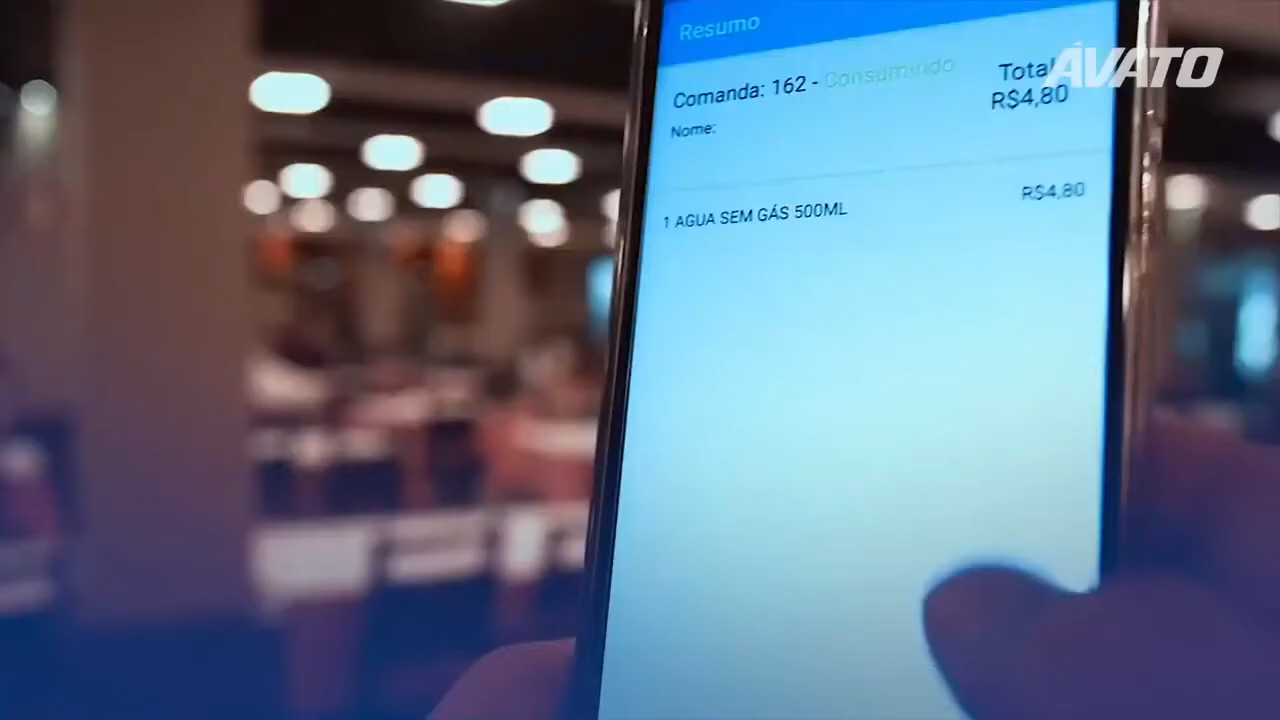 Resumo
Comanda: 162 - Consumindo
Total
R$4,80
Nome:
1 AGUA SEM GÁS 500ML
R$4,80
ÁVATO